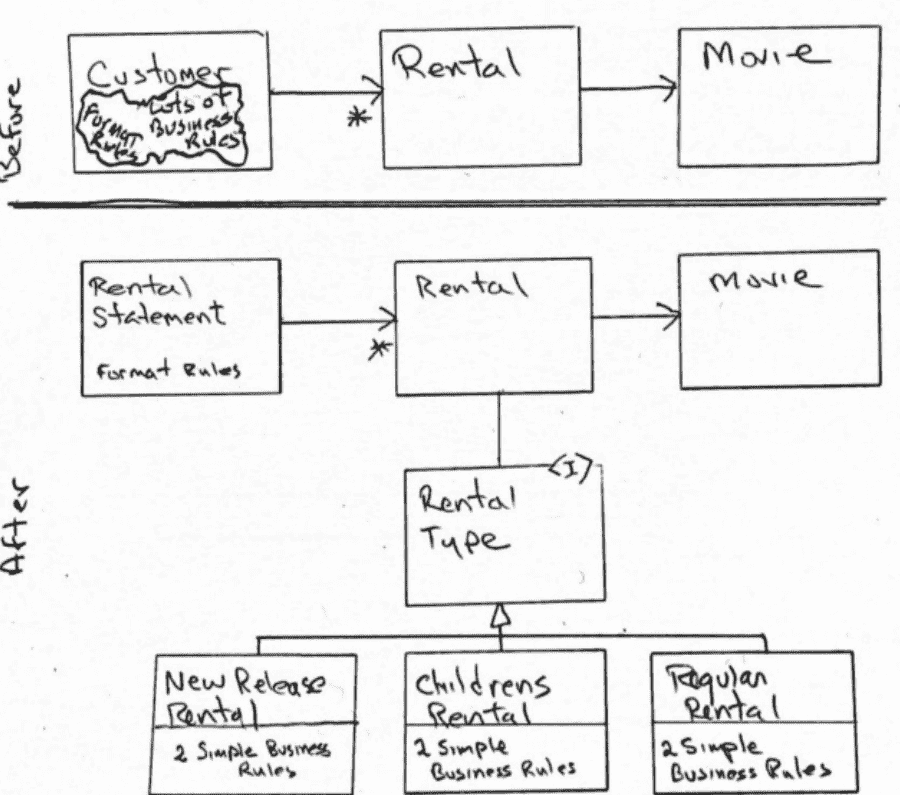 Before
Customer
Format
Rules
Lots of
Business
Rules
*
Rental
Movie
After
Rental
Statement
Format Rules
*
Rental
Movie
<I>
Rental
Type
New Release
Rental
2 Simple Business
Rules
Childrens
Rental
2 Simple
Business Rules
Regular
Rental
2 Simple
Business Rules